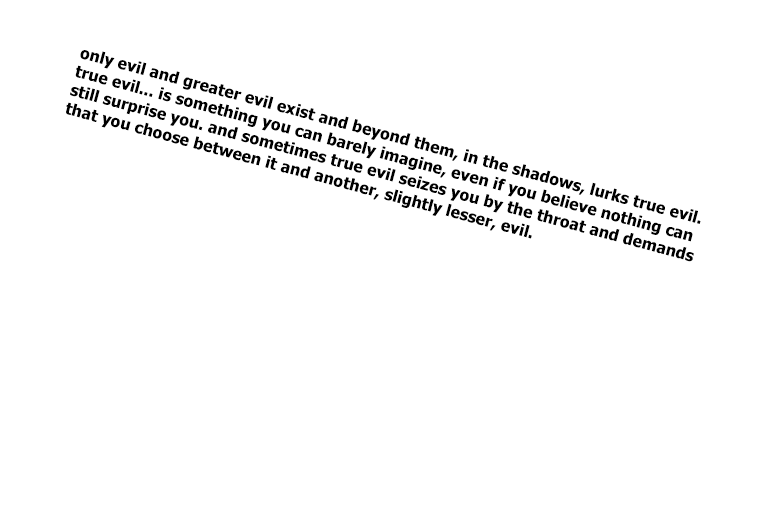 only evil and greater evil exist and beyond them, in the shadows, lurks true evil.
true evil... is something you can barely imagine, even if you believe nothing can
still surprise you. and sometimes true evil seizes you by the throat and demands
that you choose between it and another, slightly lesser, evil.